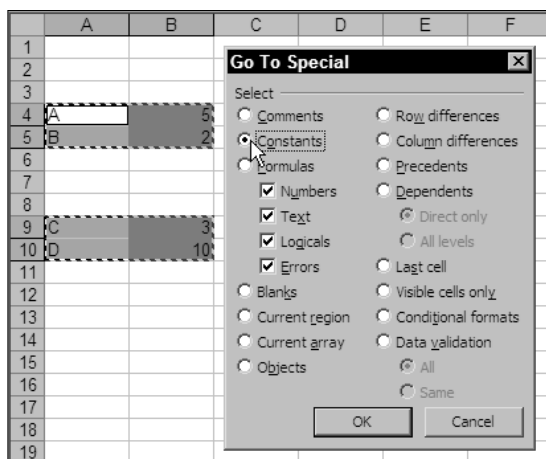 A B C D E F
1
2
3
4 A 5
5 B 2
6
7
8
9 C 3
10 D 10
11
12
13
14
15
16
17
18
19
Go To Special
Select
Comments
Constants
Formulas
Numbers
Text
Logicals
Errors
Blanks
Current region
Current array
Objects
Row differences
Column differences
Precedents
Dependents
Direct only
All levels
Last cell
Visible cells only
Conditional formats
Data validation
All
Same
OK Cancel